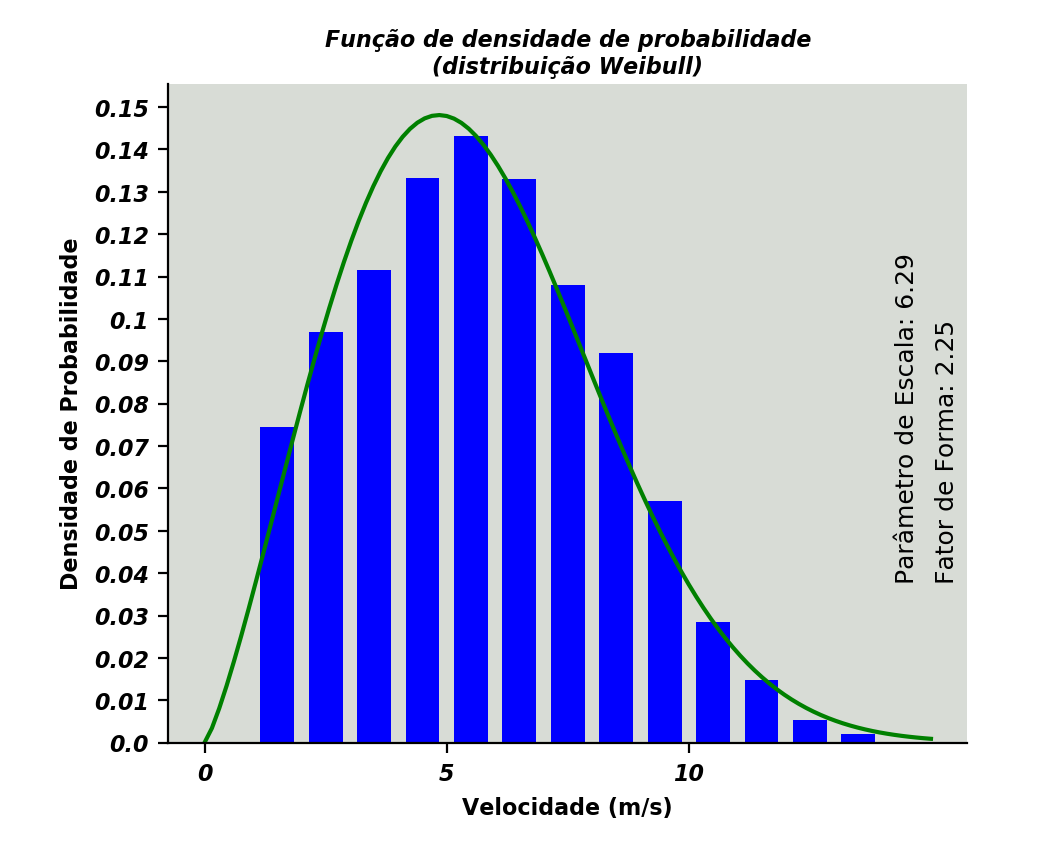 Função de densidade de probabilidade
(distribuição Weibull)
0.15
0.14
0.13
0.12
0.11
0.1
0.09
0.08
0.07
0.06
0.05
0.04
0.03
0.02
0.01
0.0
Densidade de Probabilidade
Parâmetro de Escala: 6.29
Fator de Forma: 2.25
0 5 10
Velocidade (m/s)